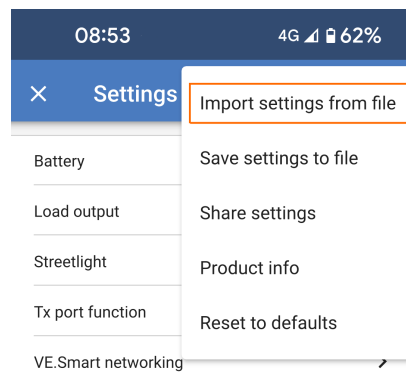 08:53 4G 62%
Settings
Import settings from file
Save settings to file
Share settings
Product info
Reset to defaults
Battery
Load output
Streetlight
Tx port function
VE.Smart networking